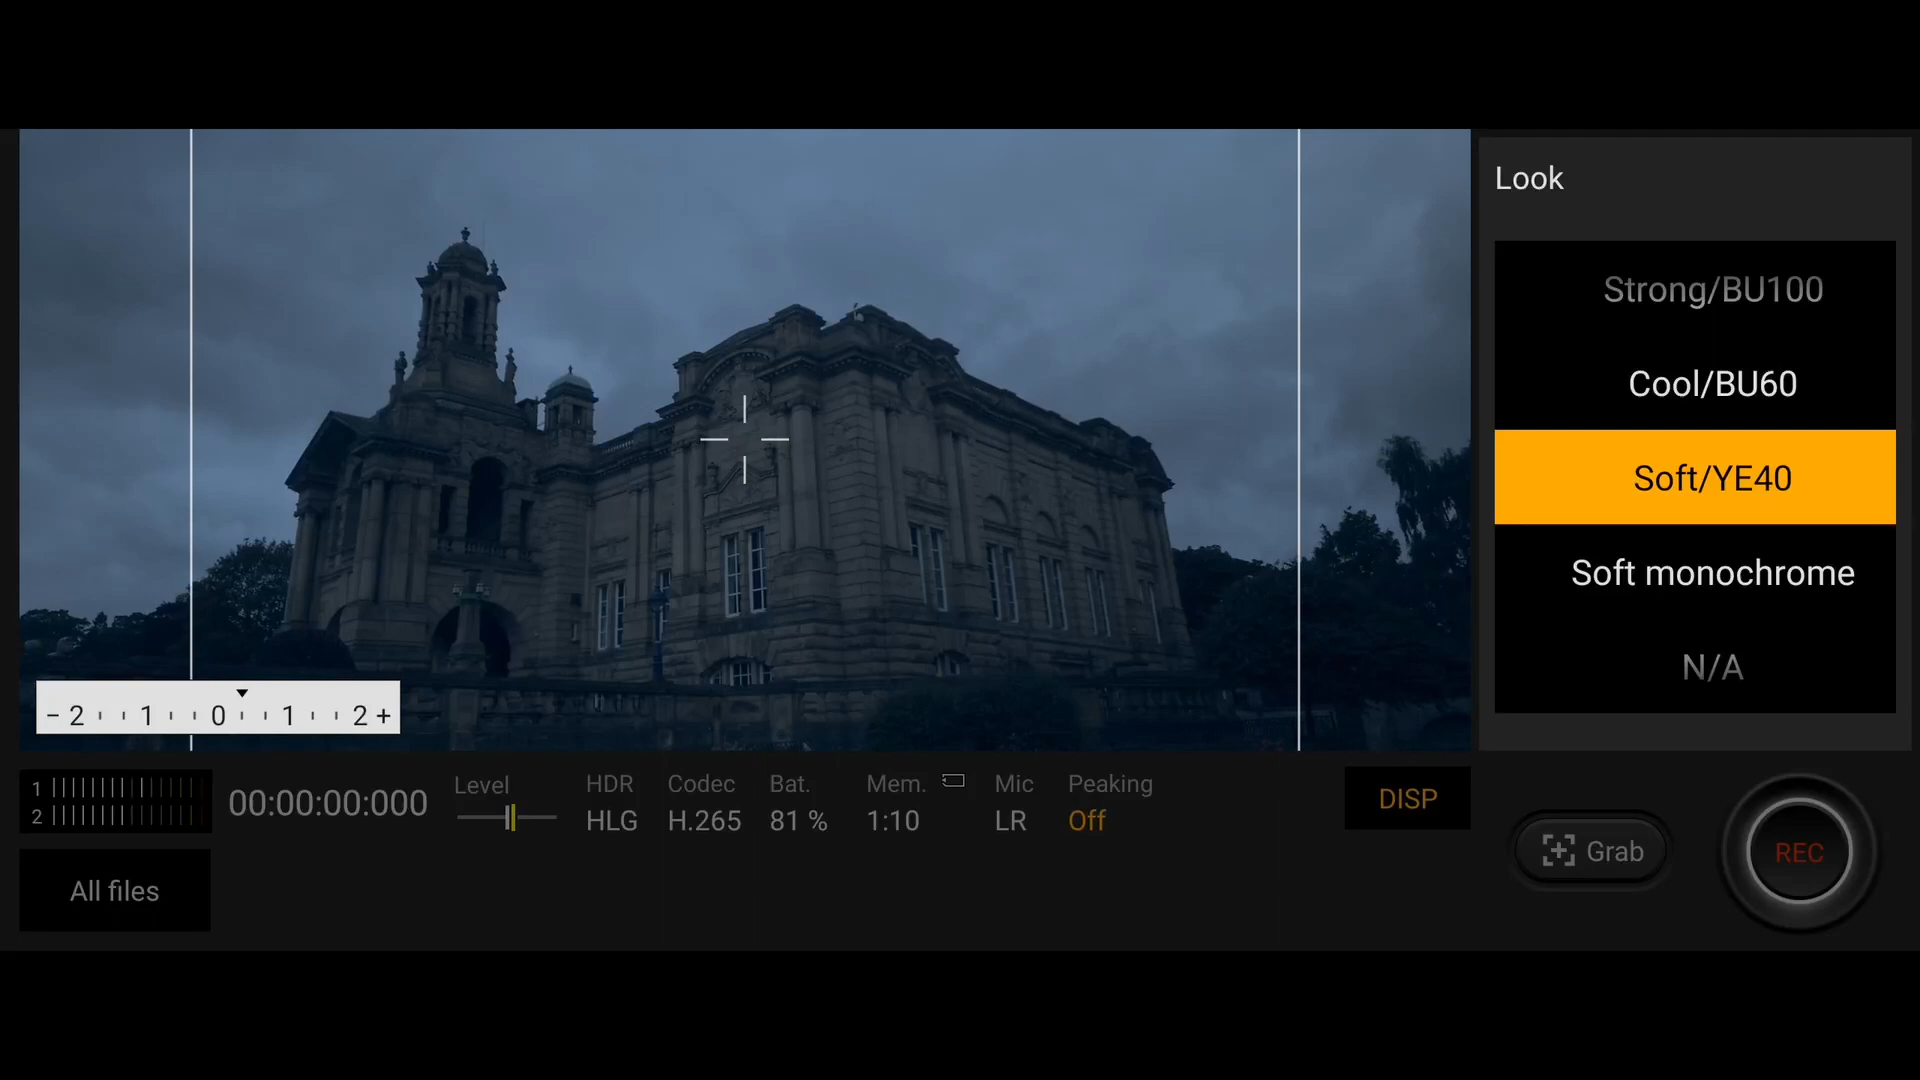 Look
Strong/BU100
Cool/BU60
Soft/YE40
Soft monochrome
N/A
− 2 1 0 1 2 +
1
2
00:00:00:000
Level
HDR
HLG
Codec
H.265
Bat.
81 %
Mem.
1:10
Mic
LR
Peaking
Off
DISP
Grab
REC
All files